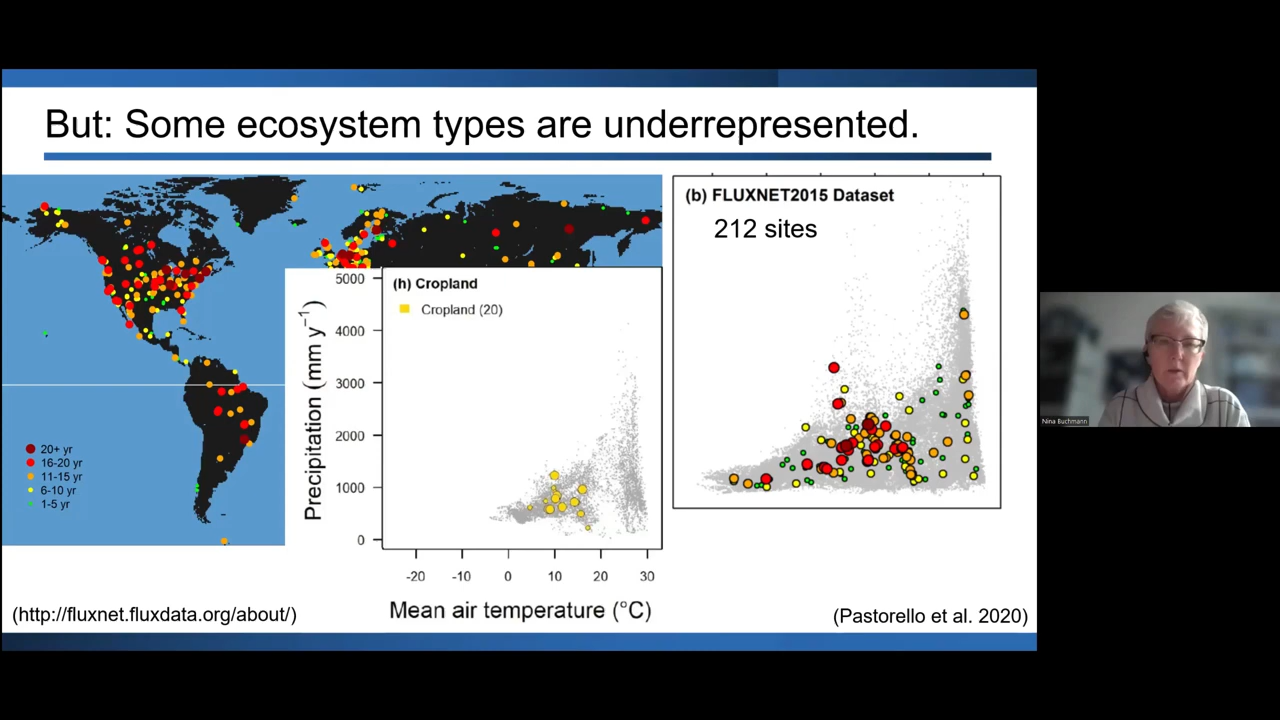 But: Some ecosystem types are underrepresented.
(b) FLUXNET2015 Dataset
212 sites
(h) Cropland
Cropland (20)
Precipitation (mm y⁻¹)
5000
4000
3000
2000
1000
0
-20 -10 0 10 20 30
Mean air temperature (°C)
20+ yr
16-20 yr
11-15 yr
6-10 yr
1-5 yr
(http://fluxnet.fluxdata.org/about/)
(Pastorello et al. 2020)
Nina Buchmann